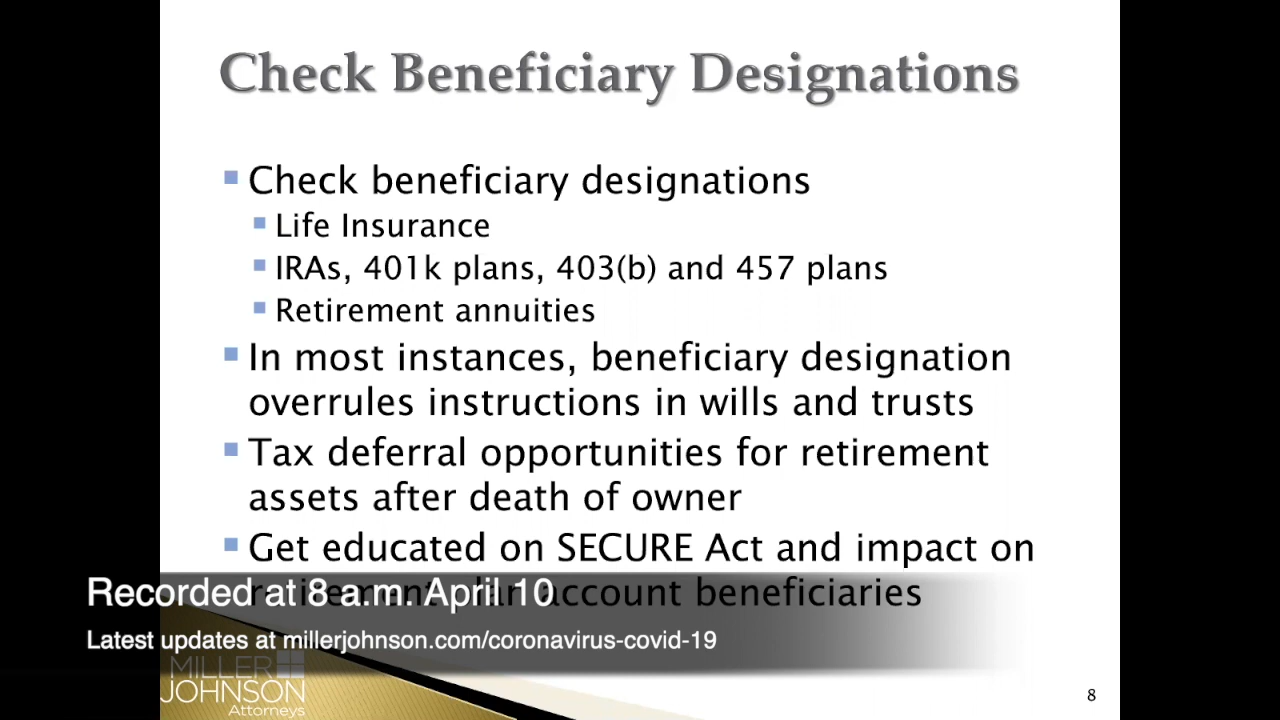 Check Beneficiary Designations
Check beneficiary designations
Life Insurance
IRAs, 401k plans, 403(b) and 457 plans
Retirement annuities
In most instances, beneficiary designation
overrules instructions in wills and trusts
Tax deferral opportunities for retirement
assets after death of owner
Get educated on SECURE Act and impact on
retirement plan account beneficiaries
Recorded at 8 a.m. April 10
Latest updates at millerjohnson.com/coronavirus-covid-19
MILLER
JOHNSON
Attorneys
8